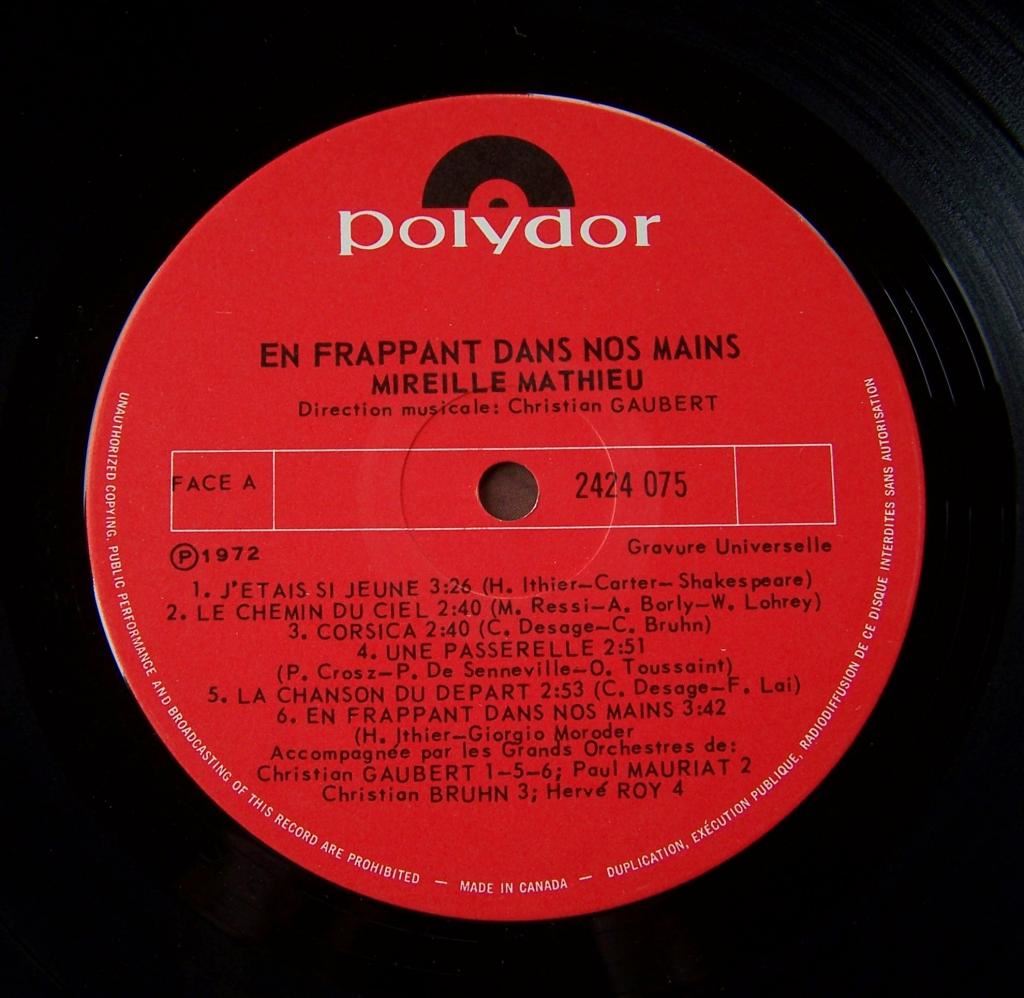 polydor
EN FRAPPANT DANS NOS MAINS
MIREILLE MATHIEU
Direction musicale: Christian GAUBERT
FACE A 2424 075
Ⓟ1972 Gravure Universelle
1. J'ETAIS SI JEUNE 3:26 (H. Ithier-Carter-Shakespeare)
2. LE CHEMIN DU CIEL 2:40 (M. Ressi-A. Borly-W. Lohrey)
3. CORSICA 2:40 (C. Desage-C. Bruhn)
4. UNE PASSERELLE 2:51
(P. Crosz-P. De Senneville-O. Toussaint)
5. LA CHANSON DU DEPART 2:53 (C. Desage-F. Lai)
6. EN FRAPPANT DANS NOS MAINS 3:42
(H. Ithier-Giorgio Moroder
Accompagnée par les Grands Orchestres de:
Christian GAUBERT 1-5-6; Paul MAURIAT 2
Christian BRUHN 3; Hervé ROY 4
UNAUTHORIZED COPYING, PUBLIC PERFORMANCE AND BROADCASTING OF THIS RECORD ARE PROHIBITED — MADE IN CANADA — DUPLICATION, EXÉCUTION PUBLIQUE, RADIODIFFUSION DE CE DISQUE INTERDITES SANS AUTORISATION